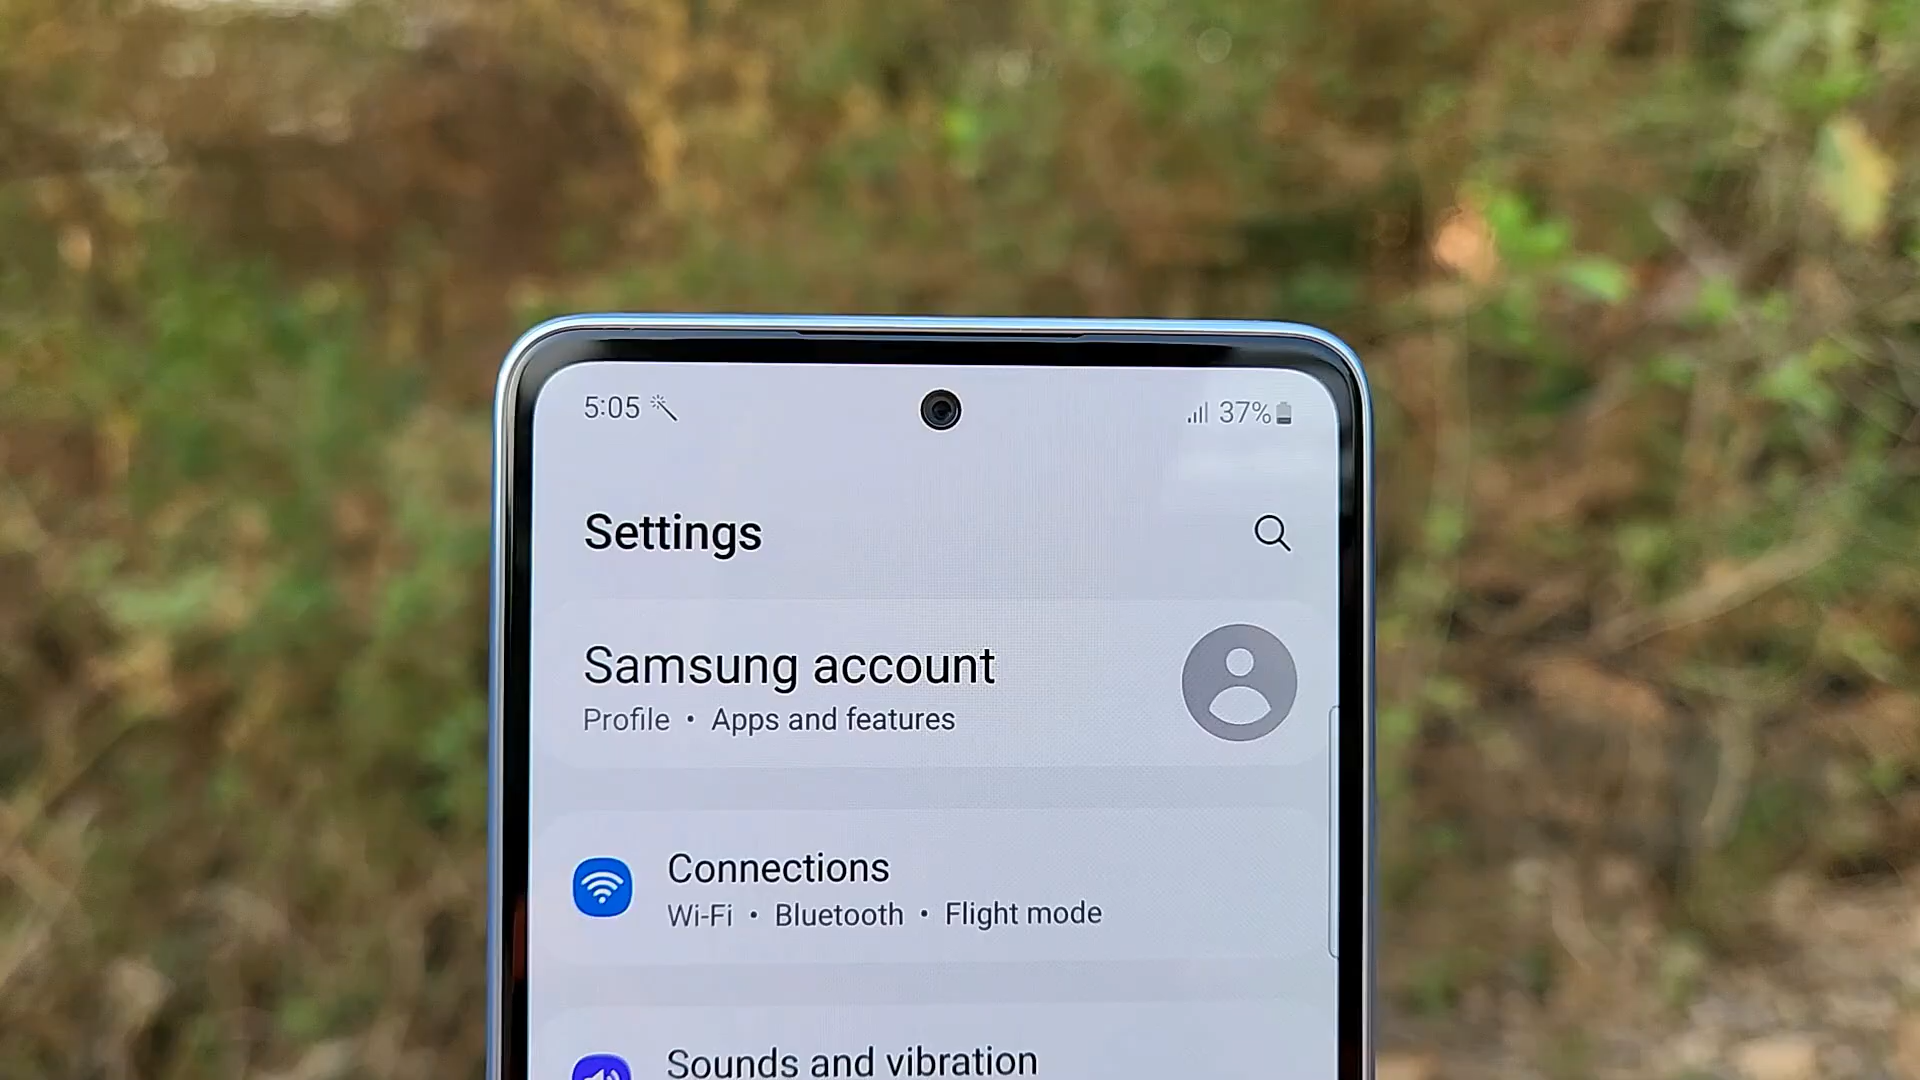 5:05 37%
Settings
Samsung account
Profile • Apps and features
Connections
Wi-Fi • Bluetooth • Flight mode
Sounds and vibration